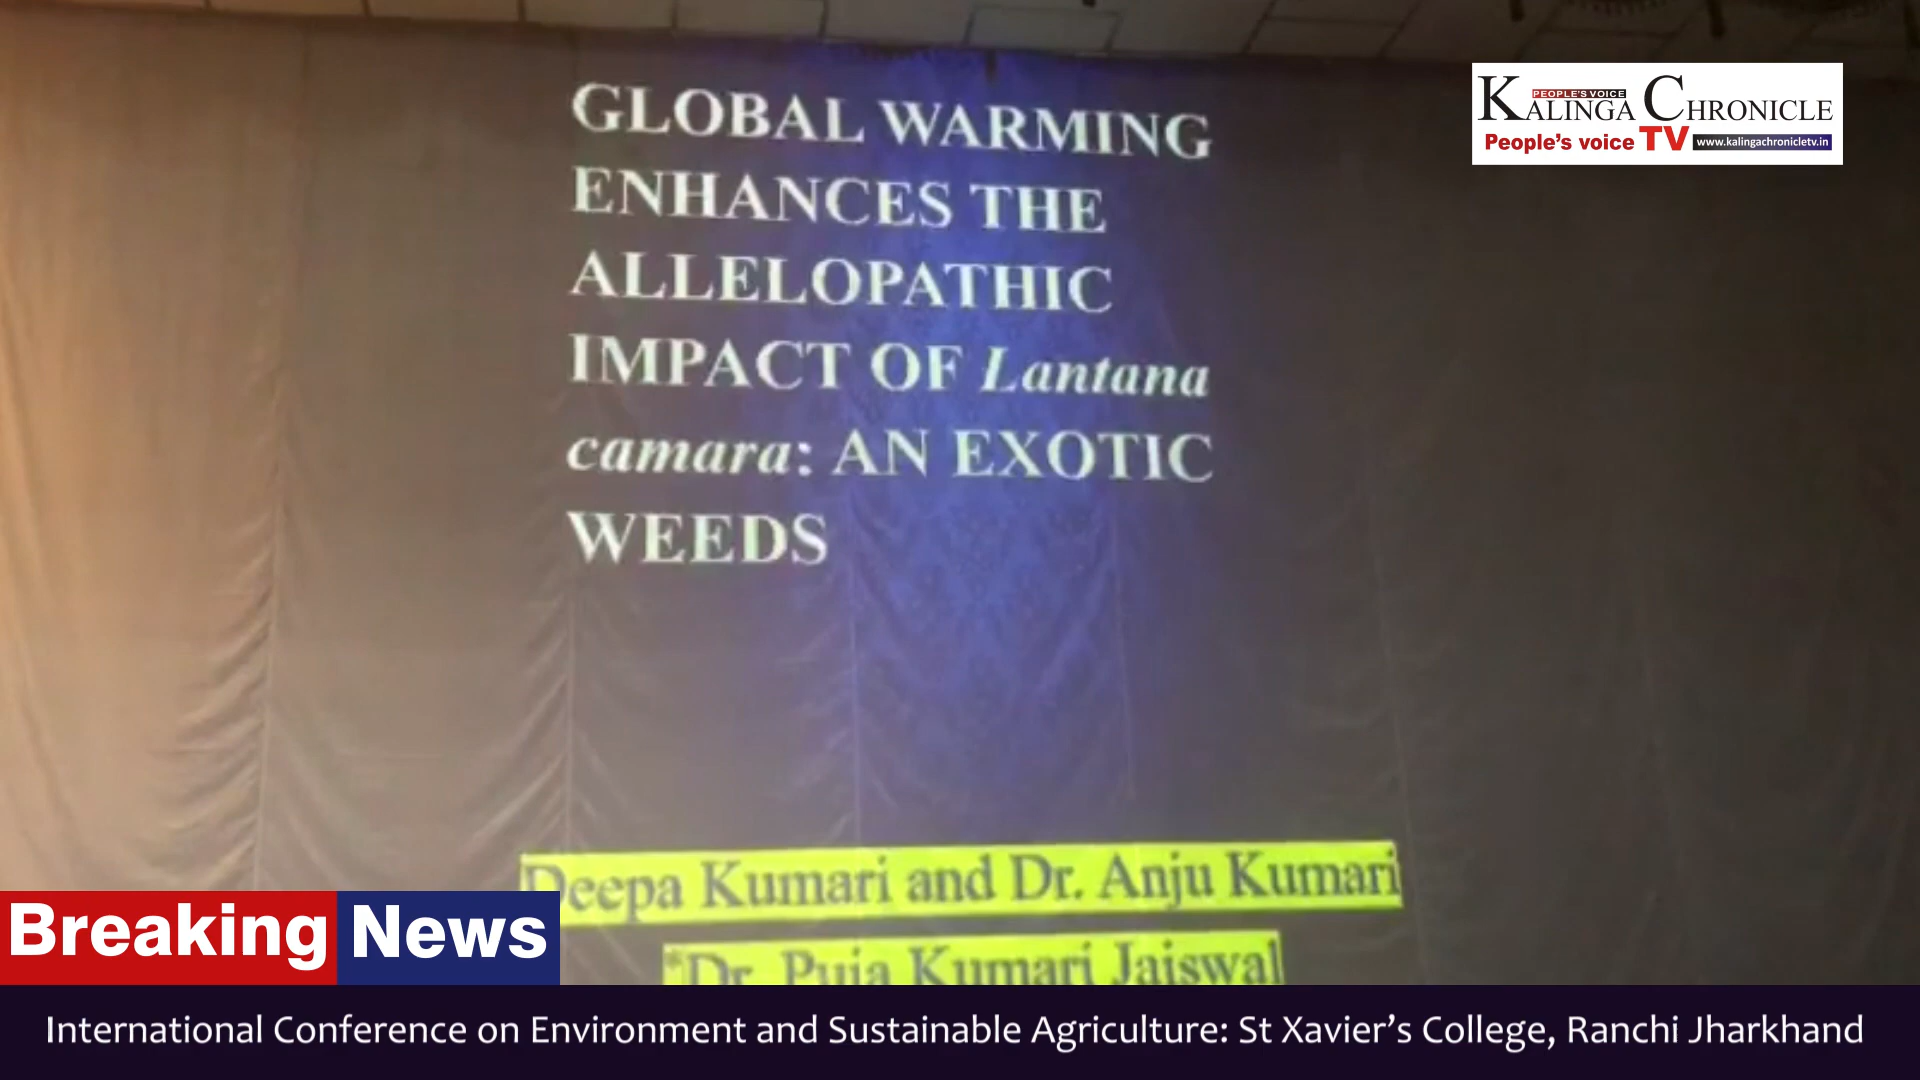 GLOBAL WARMING
ENHANCES THE
ALLELOPATHIC
IMPACT OF Lantana
camara: AN EXOTIC
WEEDS
PEOPLE'S VOICE
KALINGA CHRONICLE
People's voice TV www.kalingachronicletv.in
Deepa Kumari and Dr. Anju Kumari
*Dr. Puja Kumari Jaiswal
Breaking News
International Conference on Environment and Sustainable Agriculture: St Xavier’s College, Ranchi Jharkhand